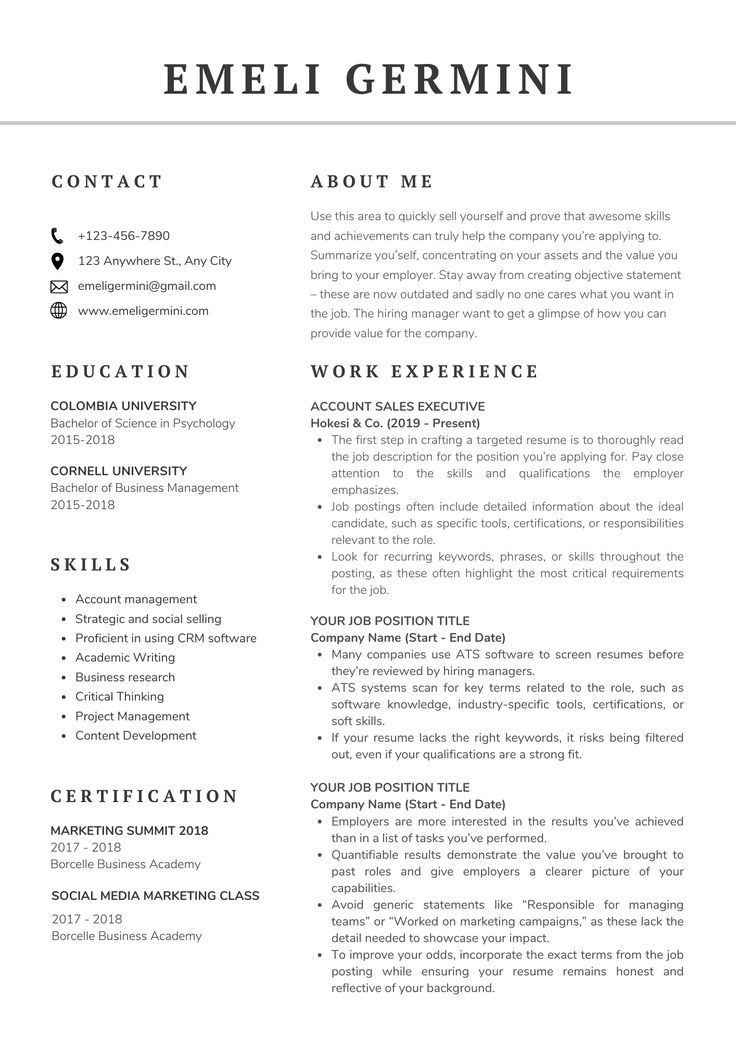 EMELI GERMINI
CONTACT
+123-456-7890
123 Anywhere St., Any City
emeligermini@gmail.com
www.emeligermini.com
EDUCATION
COLOMBIA UNIVERSITY
Bachelor of Science in Psychology
2015-2018
CORNELL UNIVERSITY
Bachelor of Business Management
2015-2018
SKILLS
• Account management
• Strategic and social selling
• Proficient in using CRM software
• Academic Writing
• Business research
• Critical Thinking
• Project Management
• Content Development
CERTIFICATION
MARKETING SUMMIT 2018
2017 - 2018
Borcelle Business Academy
SOCIAL MEDIA MARKETING CLASS
2017 - 2018
Borcelle Business Academy
ABOUT ME
Use this area to quickly sell yourself and prove that awesome skills
and achievements can truly help the company you're applying to.
Summarize you'self, concentrating on your assets and the value you
bring to your employer. Stay away from creating objective statement
– these are now outdated and sadly no one cares what you want in
the job. The hiring manager want to get a glimpse of how you can
provide value for the company.
WORK EXPERIENCE
ACCOUNT SALES EXECUTIVE
Hokesi & Co. (2019 - Present)
• The first step in crafting a targeted resume is to thoroughly read
the job description for the position you're applying for. Pay close
attention to the skills and qualifications the employer
emphasizes.
• Job postings often include detailed information about the ideal
candidate, such as specific tools, certifications, or responsibilities
relevant to the role.
• Look for recurring keywords, phrases, or skills throughout the
posting, as these often highlight the most critical requirements
for the job.
YOUR JOB POSITION TITLE
Company Name (Start - End Date)
• Many companies use ATS software to screen resumes before
they're reviewed by hiring managers.
• ATS systems scan for key terms related to the role, such as
software knowledge, industry-specific tools, certifications, or
soft skills.
• If your resume lacks the right keywords, it risks being filtered
out, even if your qualifications are a strong fit.
YOUR JOB POSITION TITLE
Company Name (Start - End Date)
• Employers are more interested in the results you've achieved
than in a list of tasks you've performed.
• Quantifiable results demonstrate the value you've brought to
past roles and give employers a clearer picture of your
capabilities.
• Avoid generic statements like “Responsible for managing
teams” or “Worked on marketing campaigns,” as these lack the
detail needed to showcase your impact.
• To improve your odds, incorporate the exact terms from the job
posting while ensuring your resume remains honest and
reflective of your background.